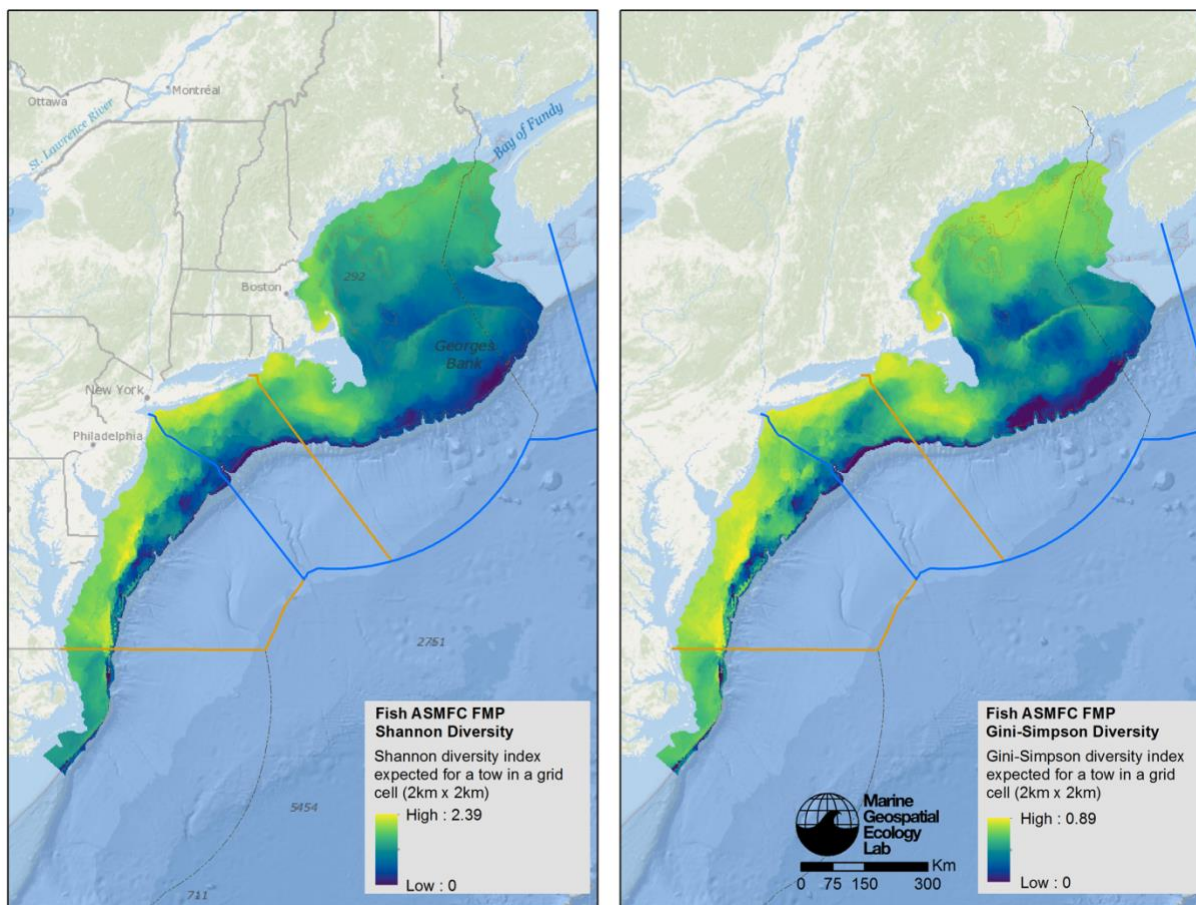 Ottawa
Montréal
St. Lawrence River
Bay of Fundy
292
Boston
Georges
Bank
New York
Philadelphia
2751
5454
711
Fish ASMFC FMP
Shannon Diversity
Shannon diversity index
expected for a tow in a grid
cell (2km x 2km)
High : 2.39
Low : 0
Marine
Geospatial
Ecology
Lab
Km
0 75 150 300
Fish ASMFC FMP
Gini-Simpson Diversity
Gini-Simpson diversity index
expected for a tow in a grid
cell (2km x 2km)
High : 0.89
Low : 0